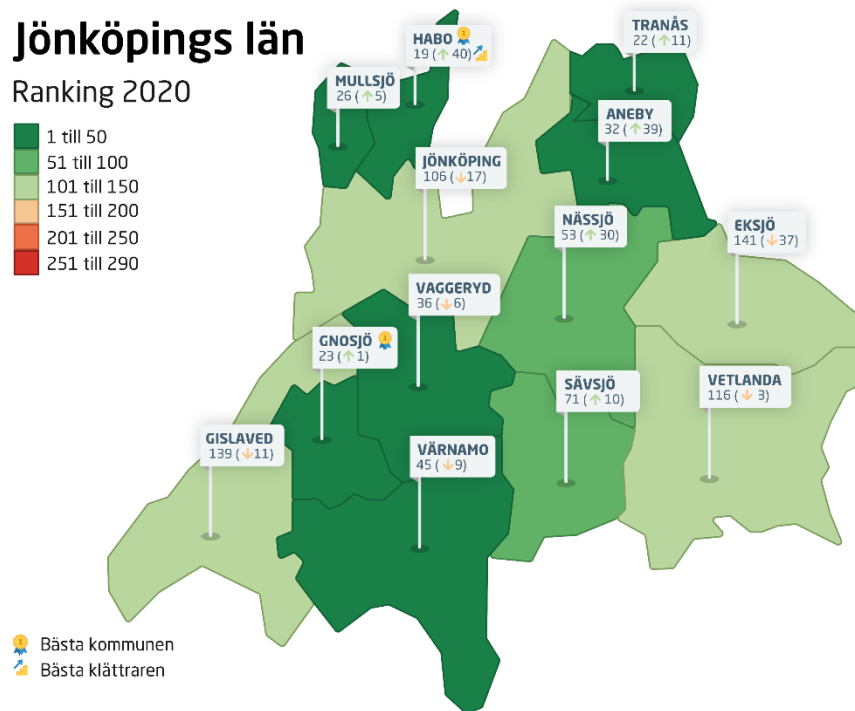 Jönköpings län
Ranking 2020
1 till 50
51 till 100
101 till 150
151 till 200
201 till 250
251 till 290
HABO
19 (↑40)
TRANÅS
22 (↑11)
MULLSJÖ
26 (↑5)
ANEBY
32 (↑39)
JÖNKÖPING
106 (↓17)
NÄSSJÖ
53 (↑30)
EKSJÖ
141 (↓37)
VAGGERYD
36 (↓6)
GNOSJÖ
23 (↑1)
SÄVSJÖ
71 (↑10)
VETLANDA
116 (↓ 3)
GISLAVED
139 (↓11)
VÄRNAMO
45 (↓9)
Bästa kommunen
Bästa klättraren